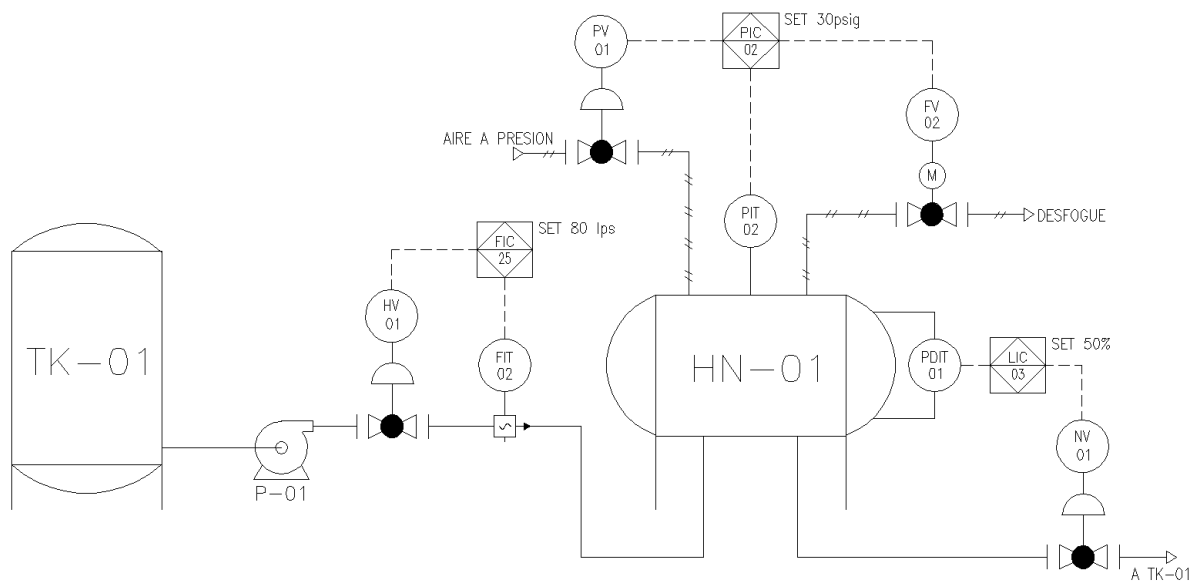 PV
01
PIC
02
SET 30psig
FV
02
M
AIRE A PRESION
DESFOGUE
PIT
02
FIC
25
SET 80 lps
HV
01
FIT
02
TK-01
HN-01
PDIT
01
LIC
03
SET 50%
NV
01
P-01
A TK-01